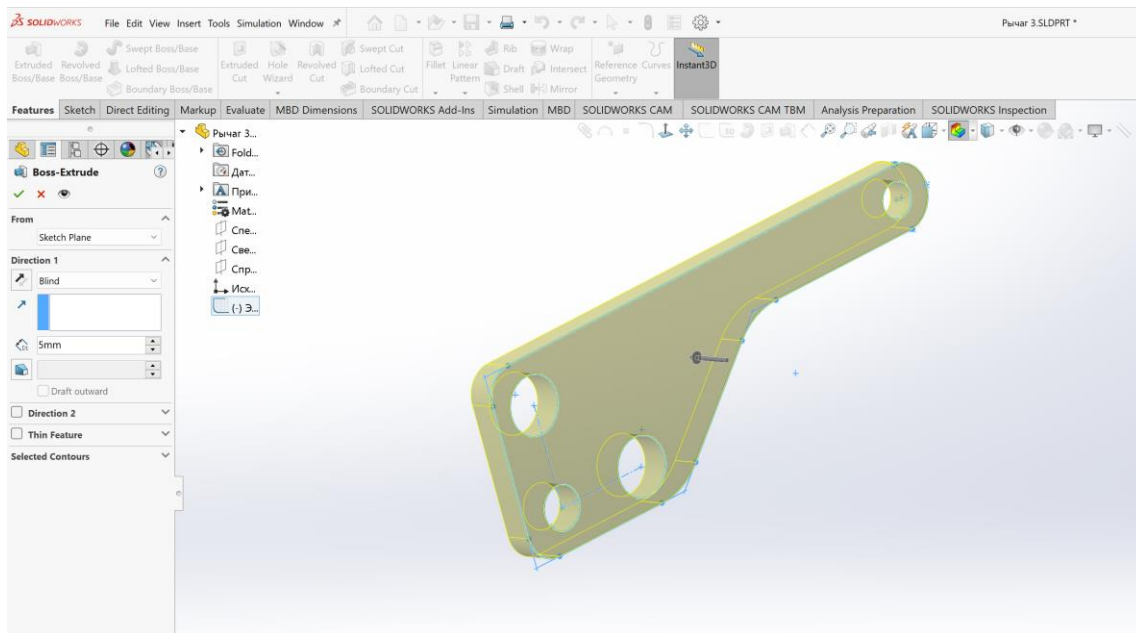 SOLIDWORKS File Edit View Insert Tools Simulation Window Рычаг 3.SLDPRT *
Extruded Boss/Base Revolved Boss/Base Swept Boss/Base Lofted Boss/Base Boundary Boss/Base Extruded Cut Hole Wizard Revolved Cut Swept Cut Lofted Cut Boundary Cut Fillet Linear Pattern Rib Draft Shell Wrap Intersect Mirror Reference Geometry Curves Instant3D
Features Sketch Direct Editing Markup Evaluate MBD Dimensions SOLIDWORKS Add-Ins Simulation MBD SOLIDWORKS CAM SOLIDWORKS CAM TBM Analysis Preparation SOLIDWORKS Inspection
Boss-Extrude
From
Sketch Plane
Direction 1
Blind
5mm
Draft outward
Direction 2
Thin Feature
Selected Contours
Рычаг 3...
Fold...
Дат...
При...
Mat...
Спе...
Све...
Спр...
Исх...
(-) Э...